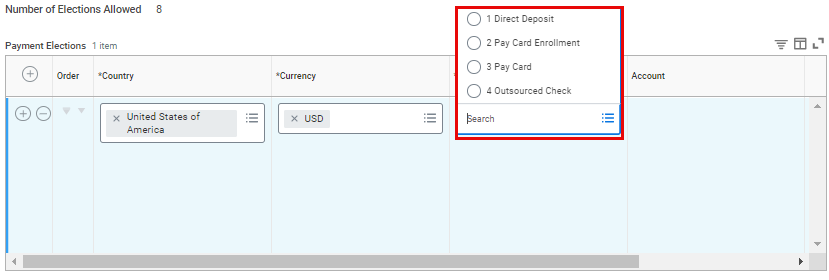 Number of Elections Allowed 8
1 Direct Deposit
2 Pay Card Enrollment
3 Pay Card
4 Outsourced Check
Payment Elections 1 item
Order *Country *Currency * Account
United States of
America
USD
Search